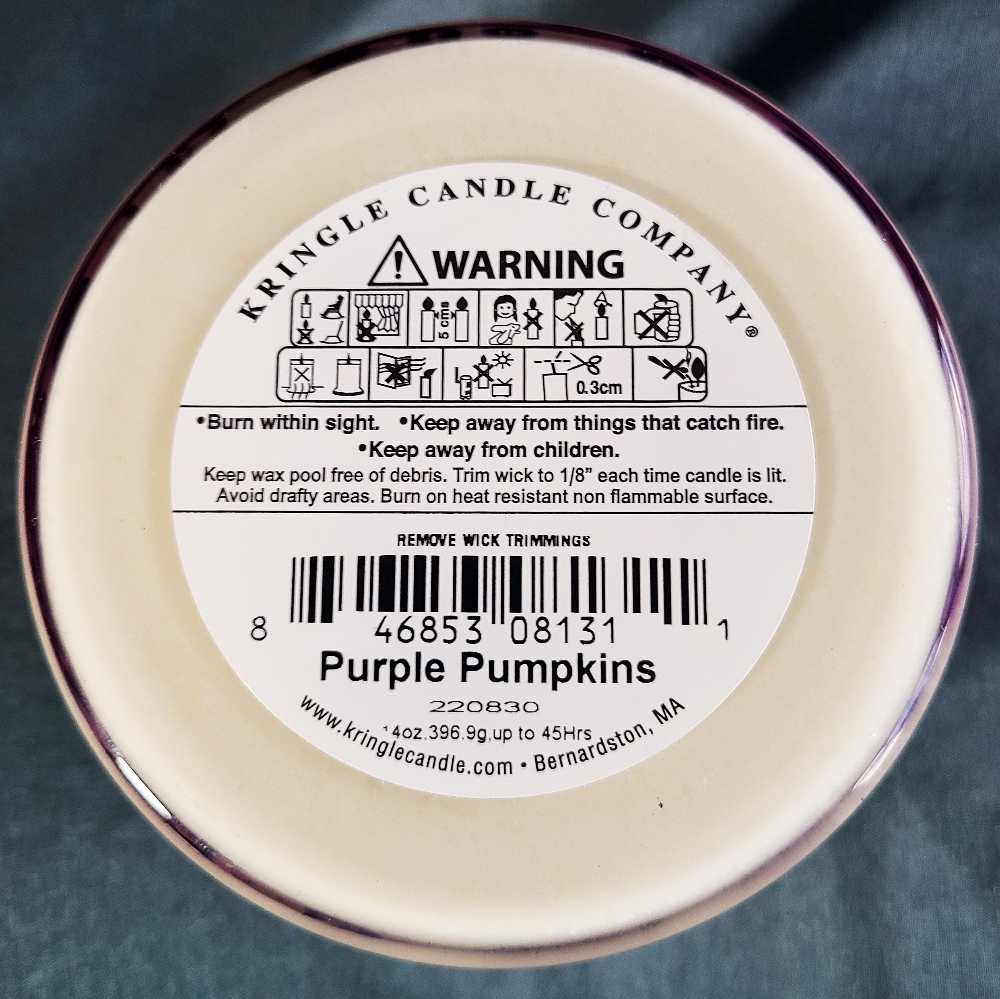 KRINGLE CANDLE COMPANY®
! WARNING
5 cms
0.3cm
•Burn within sight. •Keep away from things that catch fire.
•Keep away from children.
Keep wax pool free of debris. Trim wick to 1/8” each time candle is lit.
Avoid drafty areas. Burn on heat resistant non flammable surface.
REMOVE WICK TRIMMINGS
8 46853 08131 1
Purple Pumpkins
220830
14oz,396.9g,up to 45Hrs
www.kringlecandle.com • Bernardston, MA